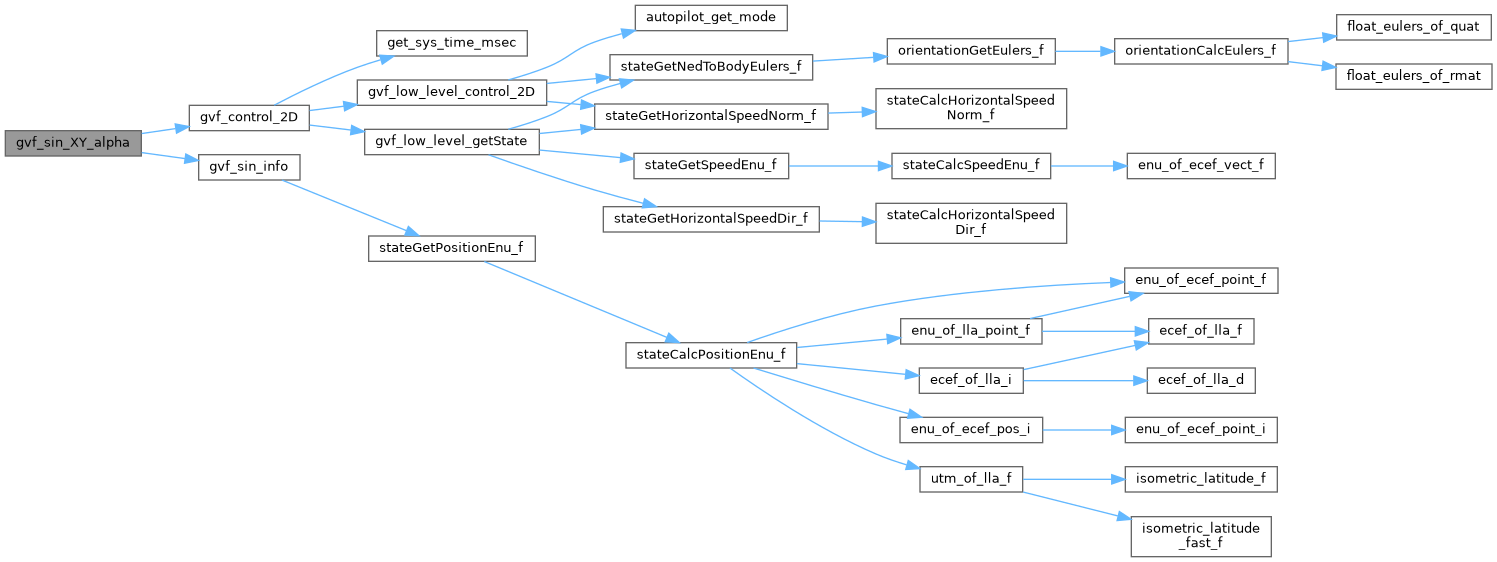 gvf_sin_XY_alpha
gvf_control_2D
gvf_sin_info
get_sys_time_msec
gvf_low_level_control_2D
gvf_low_level_getState
stateGetPositionEnu_f
autopilot_get_mode
stateGetNedToBodyEulers_f
stateGetHorizontalSpeedNorm_f
stateGetSpeedEnu_f
stateGetHorizontalSpeedDir_f
stateCalcPositionEnu_f
orientationGetEulers_f
stateCalcHorizontalSpeed
Norm_f
stateCalcSpeedEnu_f
stateCalcHorizontalSpeed
Dir_f
enu_of_lla_point_f
ecef_of_lla_i
enu_of_ecef_pos_i
utm_of_lla_f
orientationCalcEulers_f
enu_of_ecef_vect_f
enu_of_ecef_point_f
ecef_of_lla_f
ecef_of_lla_d
enu_of_ecef_point_i
isometric_latitude_f
isometric_latitude
_fast_f
float_eulers_of_quat
float_eulers_of_rmat